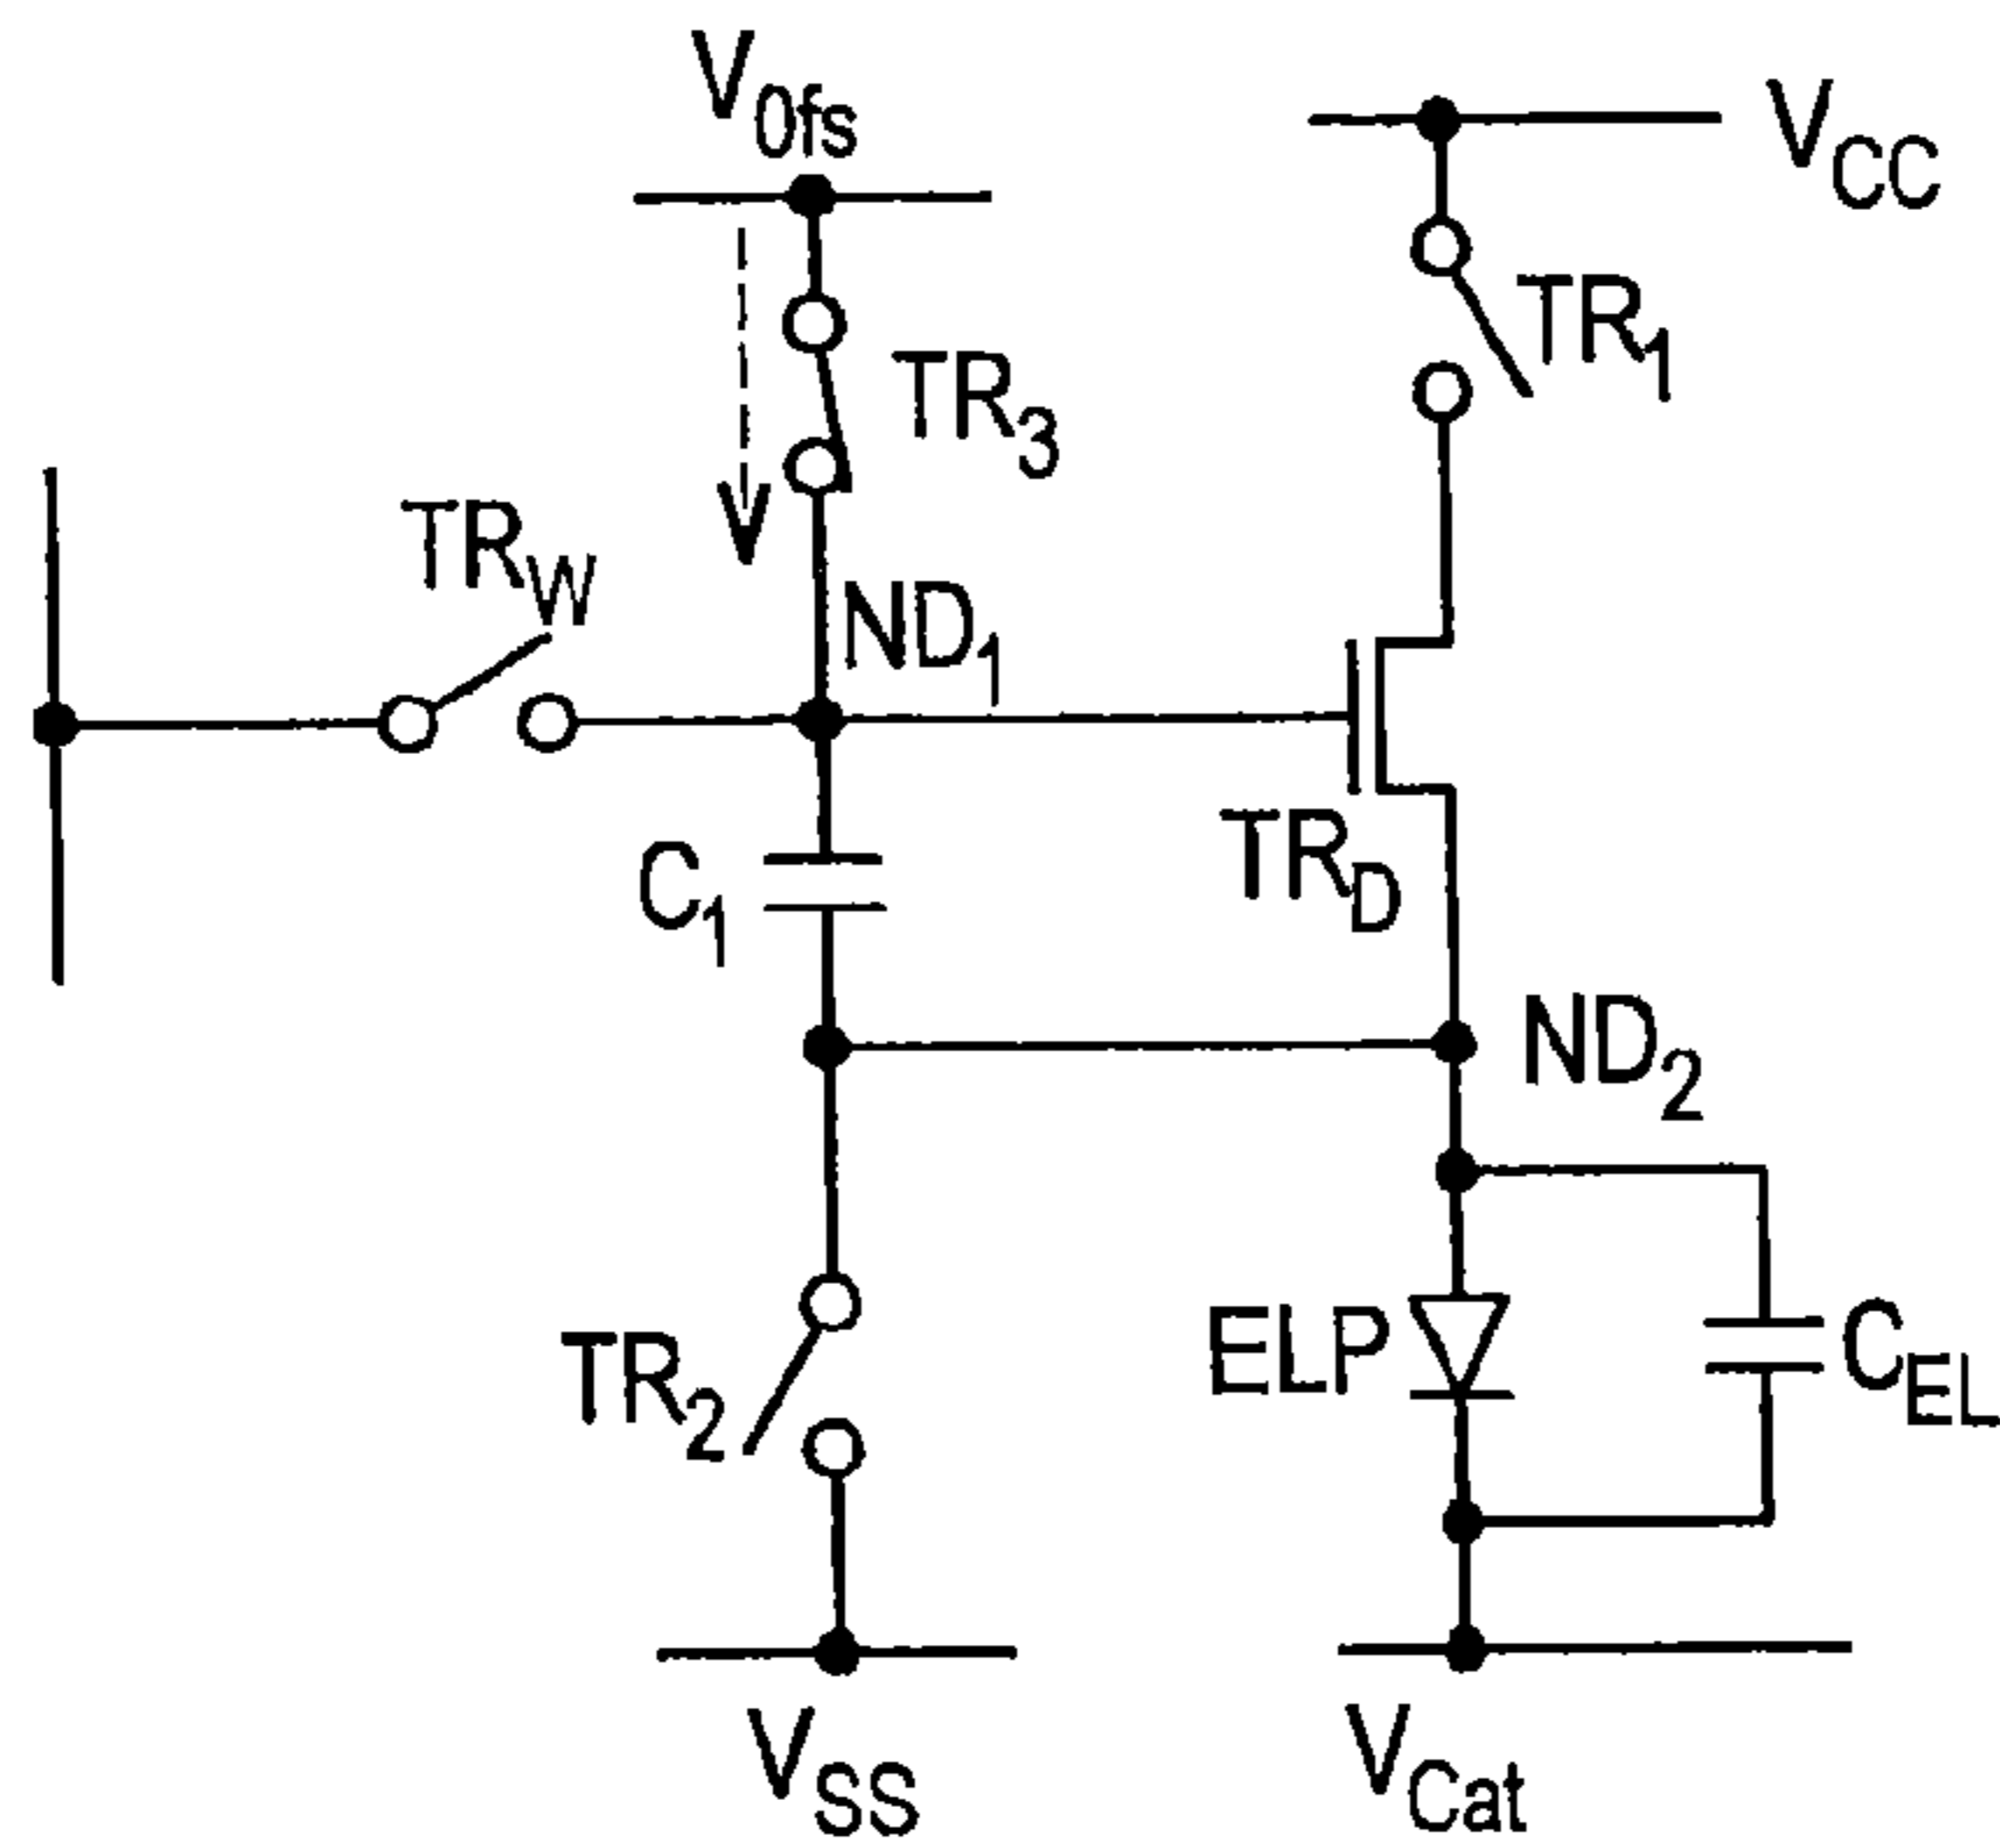 V0fs
VCC
TR1
TR3
TRW
ND1
C1
TRD
ND2
TR2
ELP
CEL
VSS
VCat